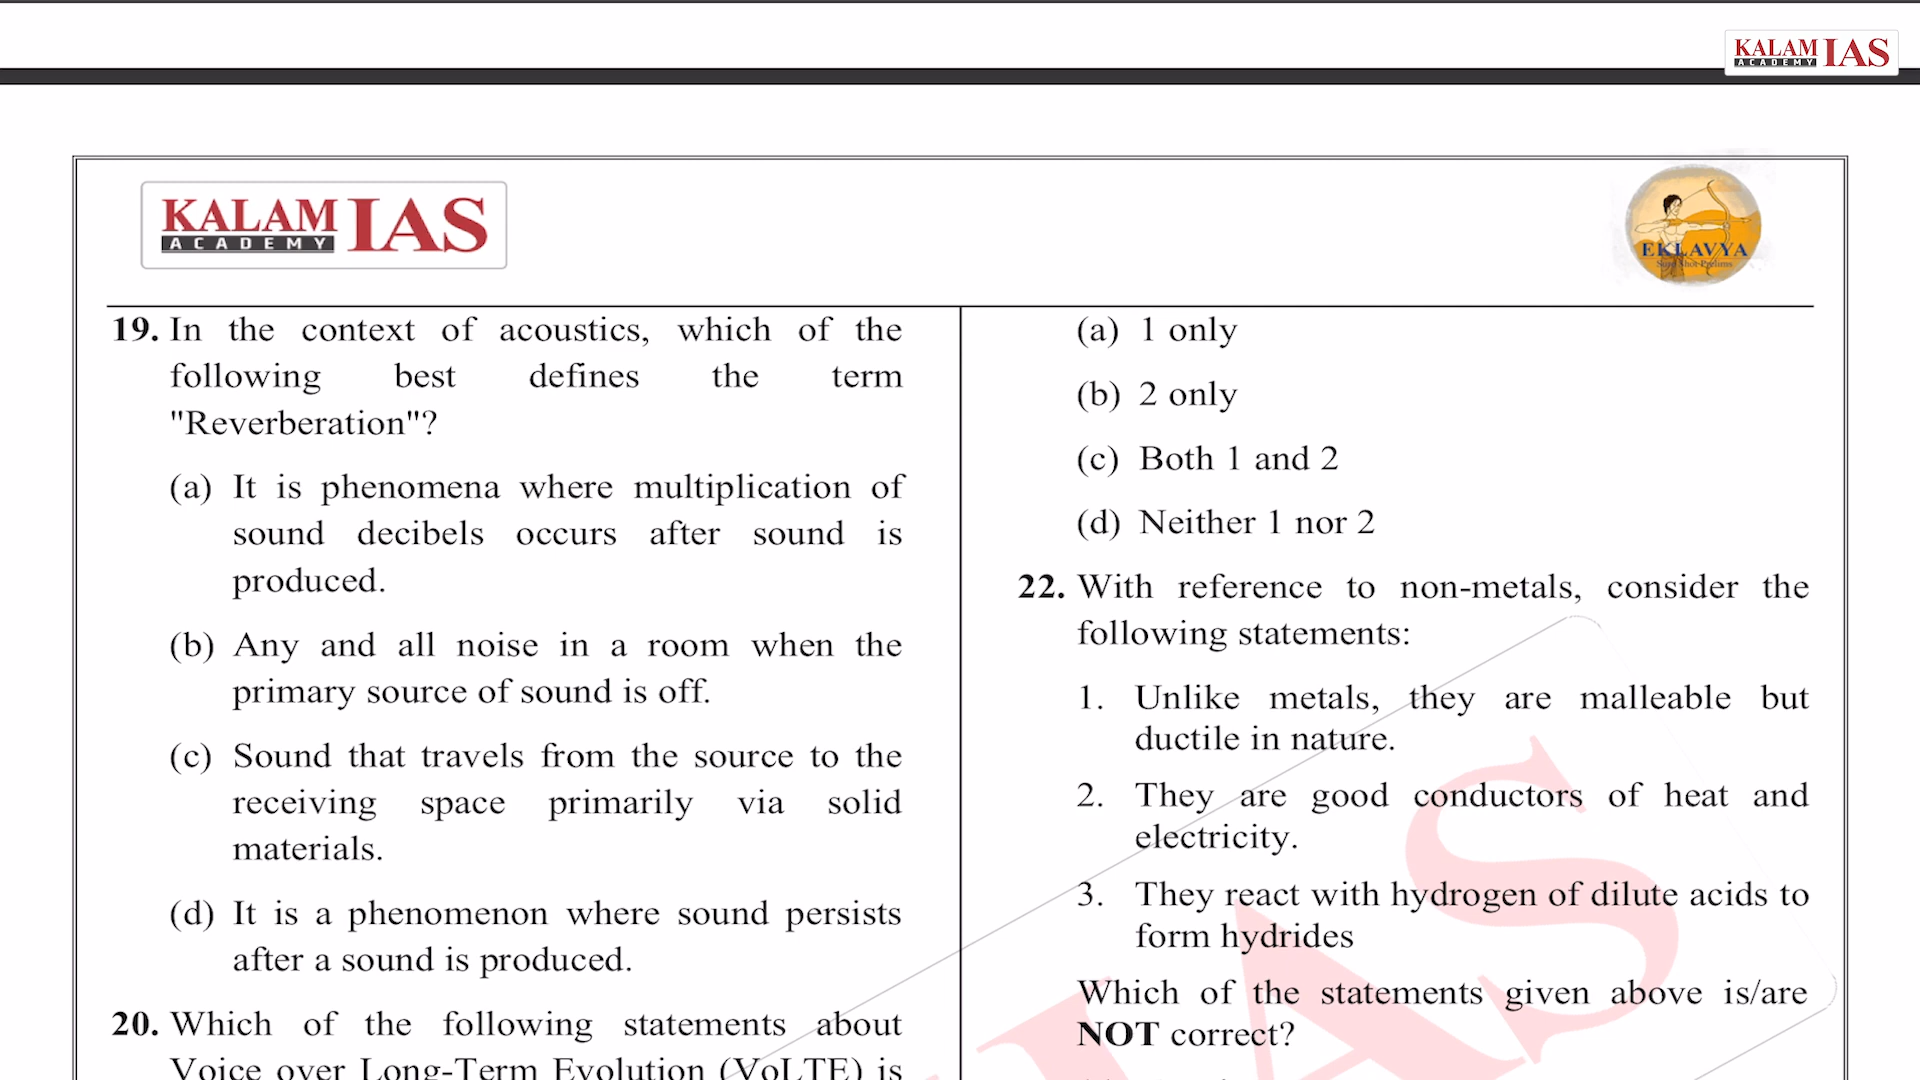 KALAM IAS
ACADEMY
KALAM IAS
ACADEMY
EKLAVYA
Sure Shot Prelims
19. In the context of acoustics, which of the
following best defines the term
"Reverberation"?
(a) It is phenomena where multiplication of
sound decibels occurs after sound is
produced.
(b) Any and all noise in a room when the
primary source of sound is off.
(c) Sound that travels from the source to the
receiving space primarily via solid
materials.
(d) It is a phenomenon where sound persists
after a sound is produced.
20. Which of the following statements about
Voice over Long-Term Evolution (VoLTE) is
(a) 1 only
(b) 2 only
(c) Both 1 and 2
(d) Neither 1 nor 2
22. With reference to non-metals, consider the
following statements:
1. Unlike metals, they are malleable but
ductile in nature.
2. They are good conductors of heat and
electricity.
3. They react with hydrogen of dilute acids to
form hydrides
Which of the statements given above is/are
NOT correct?
IAS